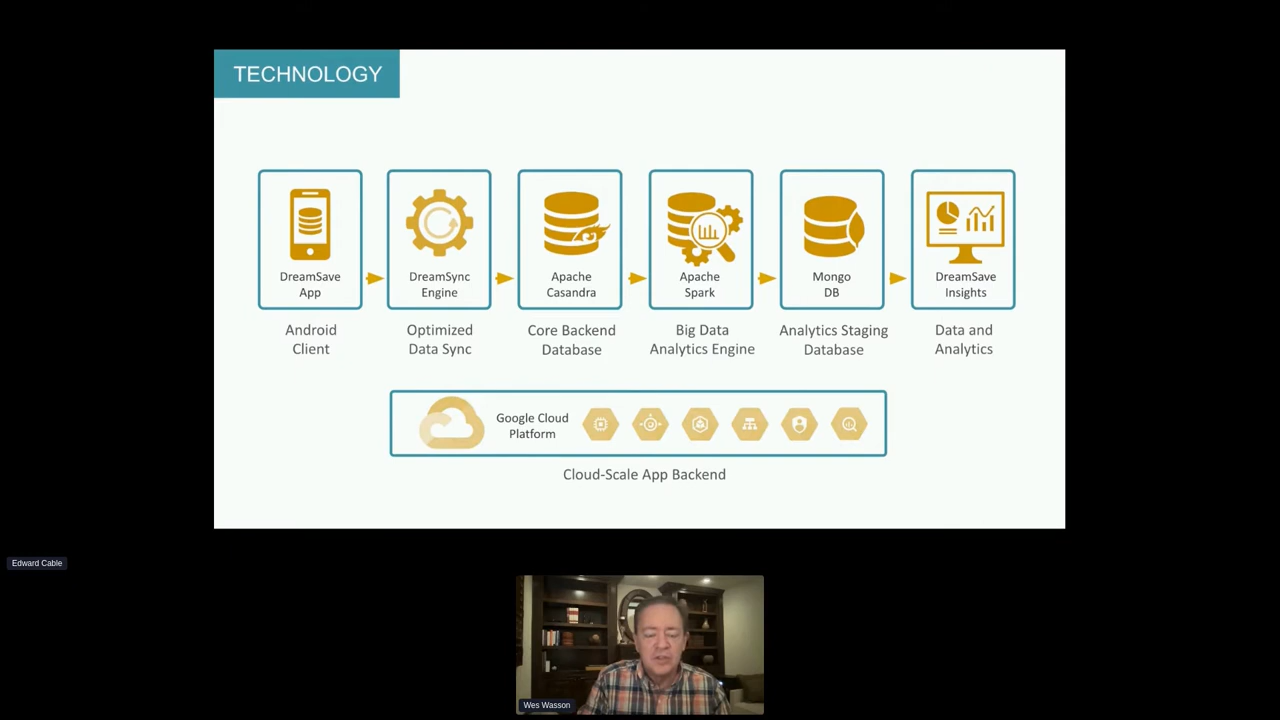 TECHNOLOGY
DreamSave
App
DreamSync
Engine
Apache
Casandra
Apache
Spark
Mongo
DB
DreamSave
Insights
Android
Client
Optimized
Data Sync
Core Backend
Database
Big Data
Analytics Engine
Analytics Staging
Database
Data and
Analytics
Google Cloud
Platform
Cloud-Scale App Backend
Edward Cable
Wes Wasson